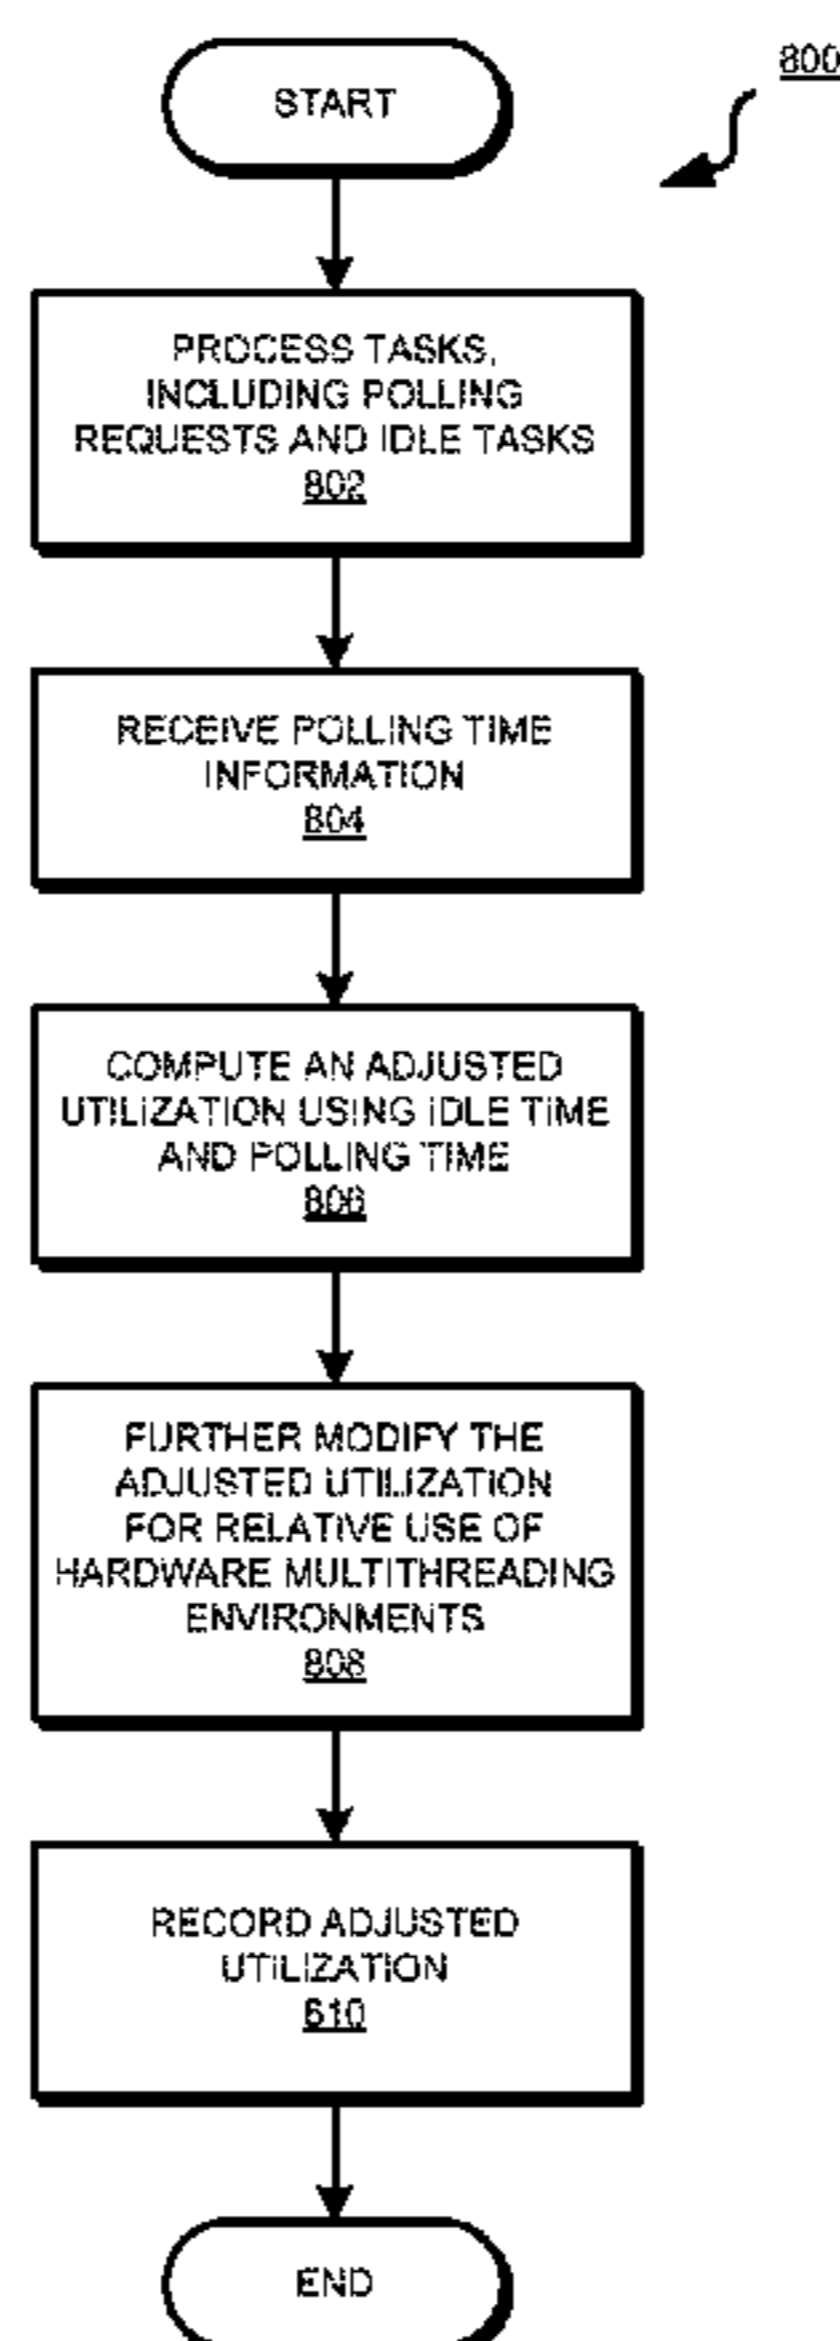 800
START
PROCESS TASKS,
INCLUDING POLLING
REQUESTS AND IDLE TASKS
802
RECEIVE POLLING TIME
INFORMATION
804
COMPUTE AN ADJUSTED
UTILIZATION USING IDLE TIME
AND POLLING TIME
806
FURTHER MODIFY THE
ADJUSTED UTILIZATION
FOR RELATIVE USE OF
HARDWARE MULTITHREADING
ENVIRONMENTS
808
RECORD ADJUSTED
UTILIZATION
810
END